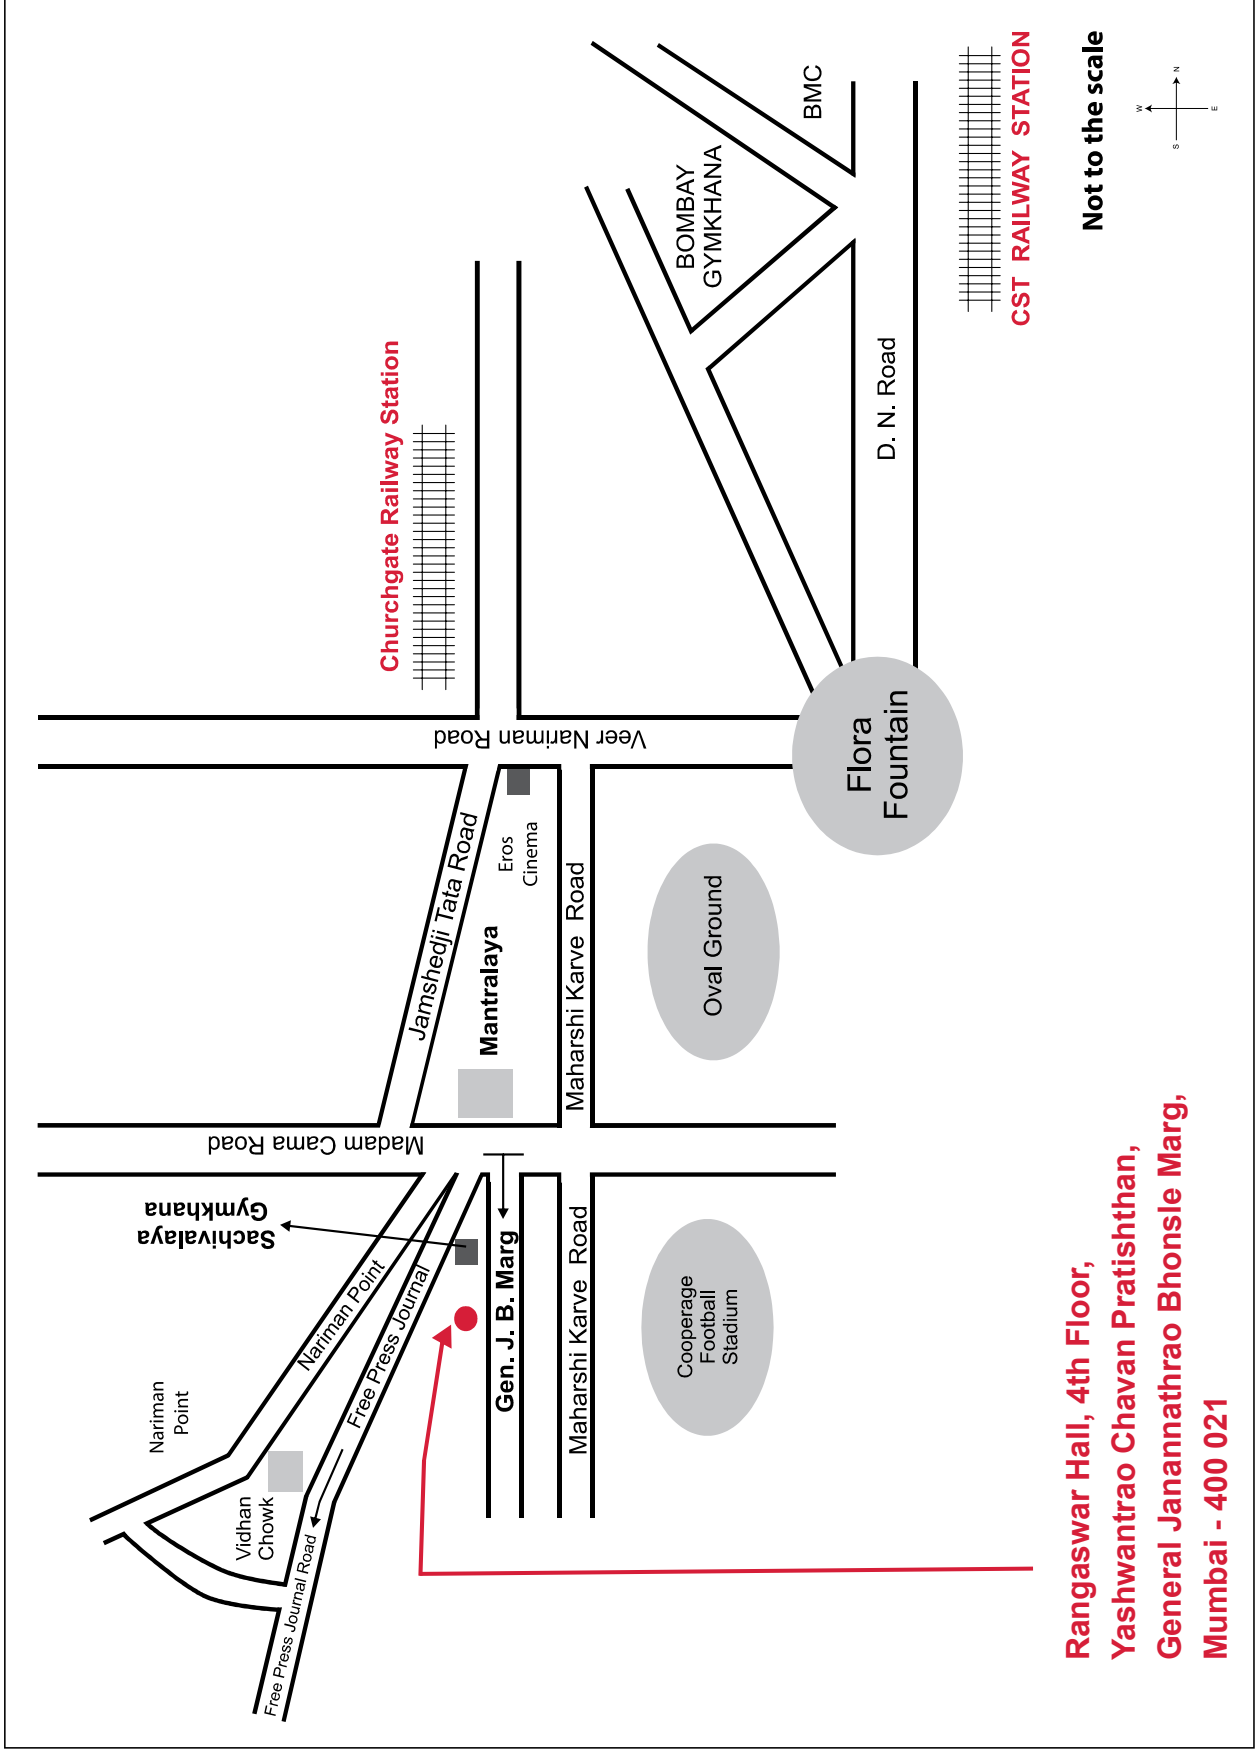 Not to the scale
W
N
S
E
CST RAILWAY STATION
BMC
BOMBAY
GYMKHANA
D. N. Road
Churchgate Railway Station
Veer Nariman Road
Flora
Fountain
Jamshedji Tata Road
Eros
Cinema
Mantralaya
Maharshi Karve Road
Oval Ground
Madam Cama Road
Sachivalaya
Gymkhana
Nariman Point
Free Press Journal
Gen. J. B. Marg
Maharshi Karve Road
Cooperage
Football
Stadium
Nariman
Point
Vidhan
Chowk
Free Press Journal Road
Rangaswar Hall, 4th Floor,
Yashwantrao Chavan Pratishthan,
General Janannathrao Bhonsle Marg,
Mumbai - 400 021